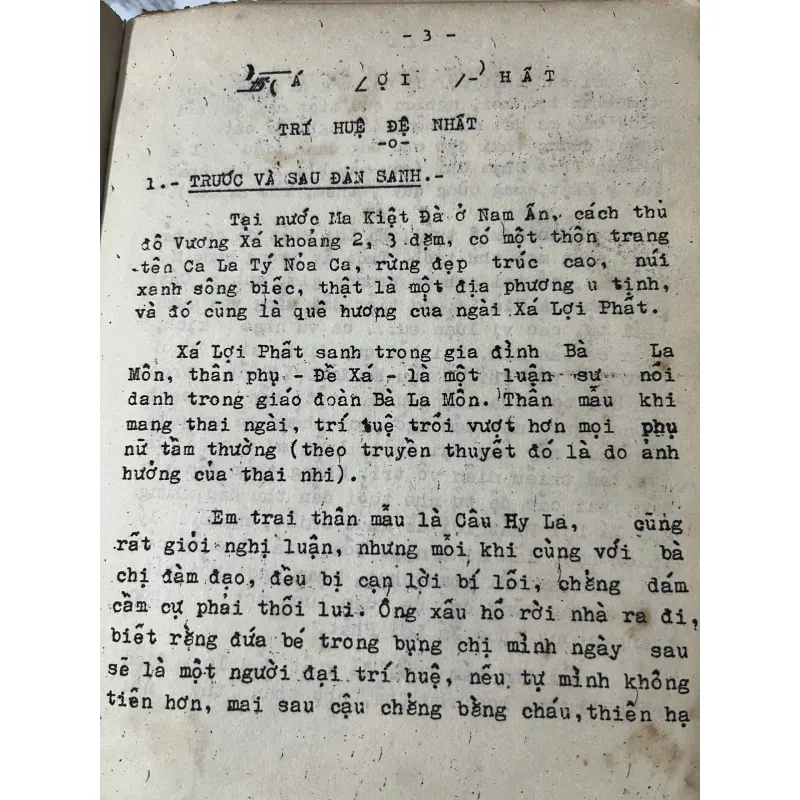 - 3 -
XÁ LỢI PHẤT
TRÍ HUỆ ĐỆ NHẤT
-o-
1.- TRƯỚC VÀ SAU ĐẢN SANH.-
Tại nước Ma Kiệt Đà ở Nam Ấn, cách thủ
đô Vương Xá khoảng 2, 3 dặm, có một thôn trang
tên Ca La Tý Nỏa Ca, rừng đẹp trúc cao, núi
xanh sông biếc, thật là một địa phương u tịnh,
và đó cũng là quê hương của ngài Xá Lợi Phất.
Xá Lợi Phất sanh trong gia đình Bà La
Môn, thân phụ - Đề Xá - là một luận sư nổi
danh trong giáo đoàn Bà La Môn. Thân mẫu khi
mang thai ngài, trí tuệ trổi vượt hơn mọi phụ
nữ tầm thường (theo truyền thuyết đó là do ảnh
hưởng của thai nhi).
Em trai thân mẫu là Câu Hy La, cũng
rất giỏi nghị luận, nhưng mỗi khi cùng với bà
chị đàm đạo, đều bị cạn lời bí lối, chẳng dám
cầm cự phải thối lui. Ông xấu hổ rời nhà ra đi,
biết rằng đứa bé trong bụng chị mình ngày sau
sẽ là một người đại trí huệ, nếu tự mình không
tiến hơn, mai sau cậu chẳng bằng cháu, thiên hạ